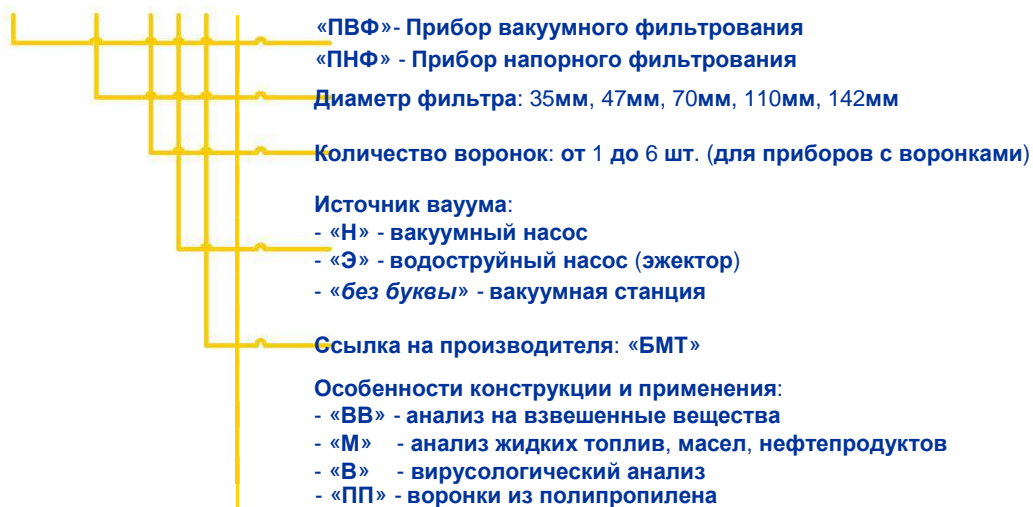 «ПВФ»- Прибор вакуумного фильтрования
«ПНФ» - Прибор напорного фильтрования
Диаметр фильтра: 35мм, 47мм, 70мм, 110мм, 142мм
Количество воронок: от 1 до 6 шт. (для приборов с воронками)
Источник вауума:
- «Н» - вакуумный насос
- «Э» - водоструйный насос (эжектор)
- «без буквы» - вакуумная станция
Ссылка на производителя: «БМТ»
Особенности конструкции и применения:
- «ВВ» - анализ на взвешенные вещества
- «М» - анализ жидких топлив, масел, нефтепродуктов
- «В» - вирусологический анализ
- «ПП» - воронки из полипропилена